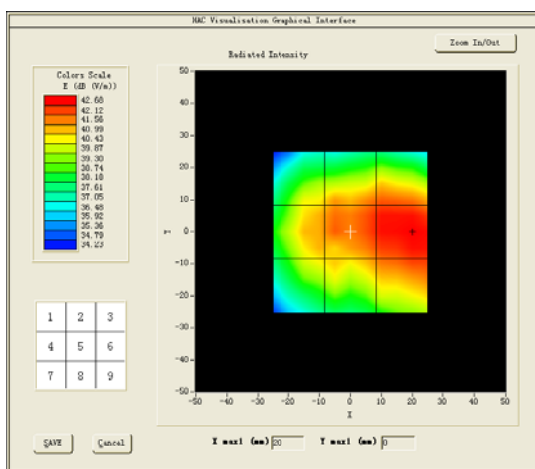 HAC Visualisation Graphical Interface
Zoom In/Out
Radiated Intensity
Colors Scale
E (dB (V/m))
42.68
42.12
41.56
40.99
40.43
39.87
39.30
38.74
38.18
37.61
37.05
36.48
35.92
35.36
34.79
34.23
50
40
30
20
10
0
-10
-20
-30
-40
-50
Y
-50 -40 -30 -20 -10 0 10 20 30 40 50
X
1 2 3
4 5 6
7 8 9
SAVE Cancel
X max1 (mm) 20 Y max1 (mm) 0